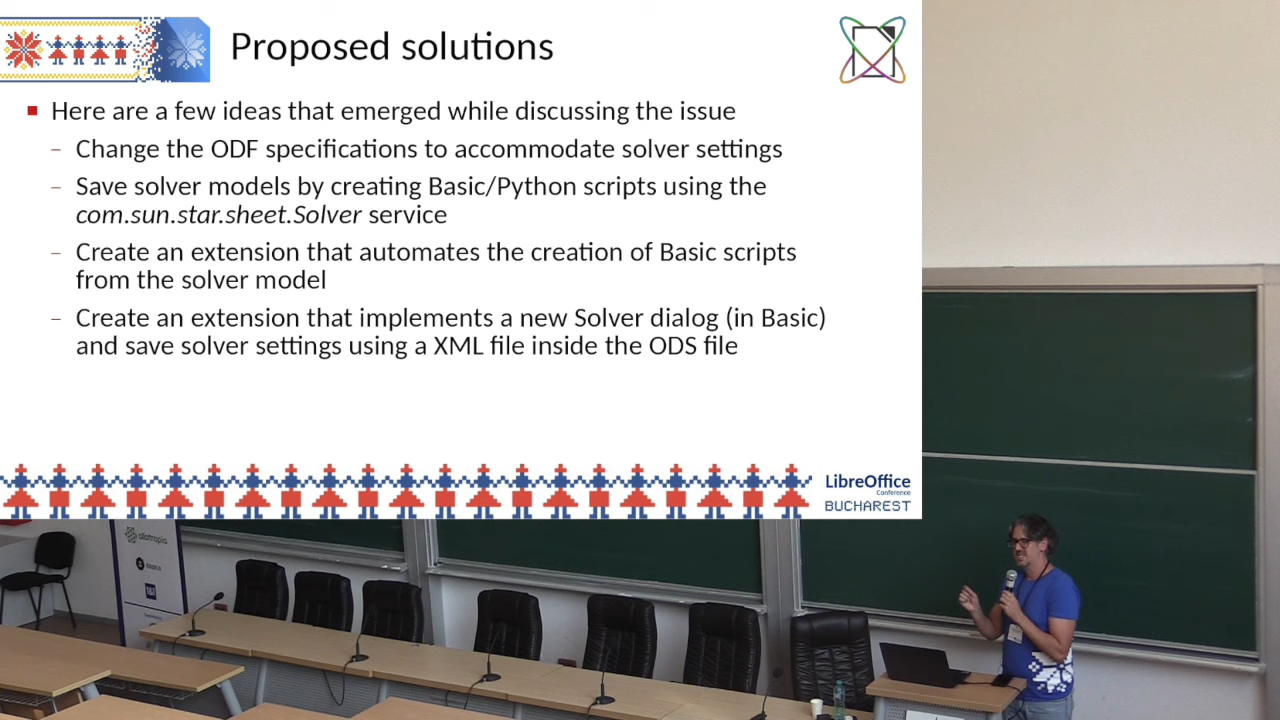 Proposed solutions
Here are a few ideas that emerged while discussing the issue
– Change the ODF specifications to accommodate solver settings
– Save solver models by creating Basic/Python scripts using the
com.sun.star.sheet.Solver service
– Create an extension that automates the creation of Basic scripts
from the solver model
– Create an extension that implements a new Solver dialog (in Basic)
and save solver settings using a XML file inside the ODS file
LibreOffice
Conference
BUCHAREST
allotropia